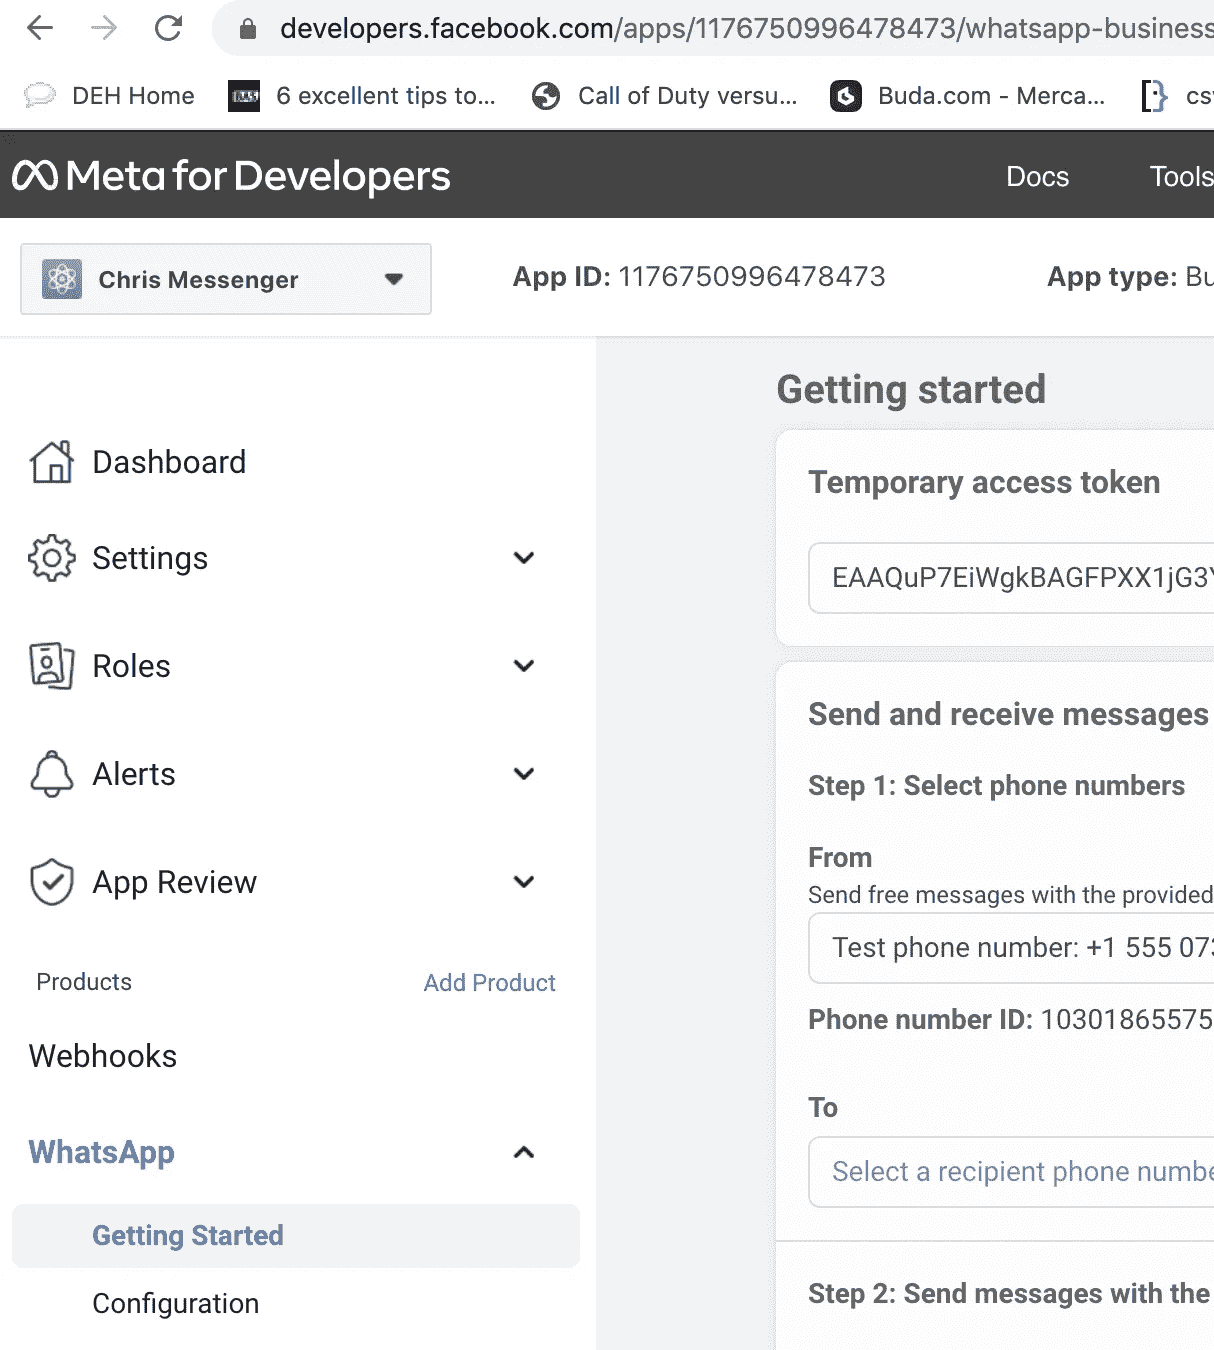 developers.facebook.com/apps/1176750996478473/whatsapp-business
DEH Home 6 excellent tips to... Call of Duty versu... Buda.com - Merca... csv
Meta for Developers Docs Tools
Chris Messenger App ID: 1176750996478473 App type: Bu
Getting started
Dashboard
Temporary access token
Settings
EAAQuP7EiWgkBAGFPXX1jG3Y
Roles
Send and receive messages
Alerts
Step 1: Select phone numbers
From
App Review
Send free messages with the provided
Test phone number: +1 555 073
Products Add Product
Phone number ID: 10301865575
Webhooks
To
WhatsApp
Select a recipient phone numbe
Getting Started
Configuration
Step 2: Send messages with the